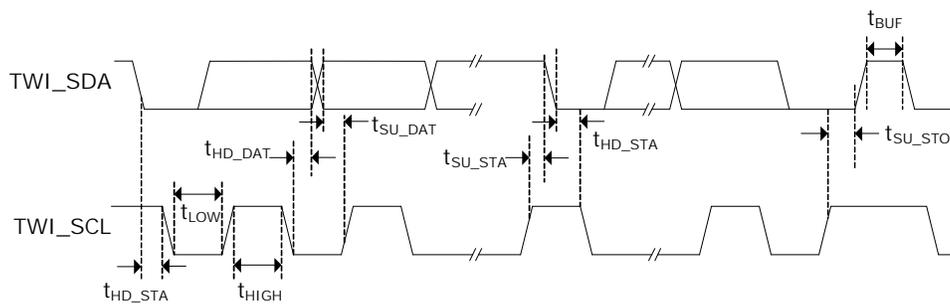 tBUF
TWI_SDA
tSU_DAT
tHD_DAT
tSU_STA
tHD_STA
tSU_STO
tLOW
TWI_SCL
tHD_STA
tHIGH